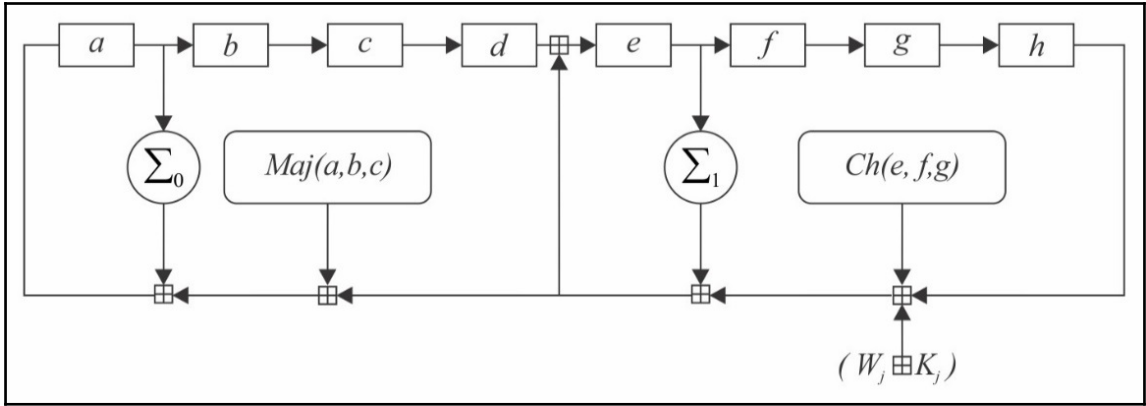 a b c d e f g h
∑₀ Maj(a,b,c) ∑₁ Ch(e, f,g)
( Wⱼ ⊞ Kⱼ )